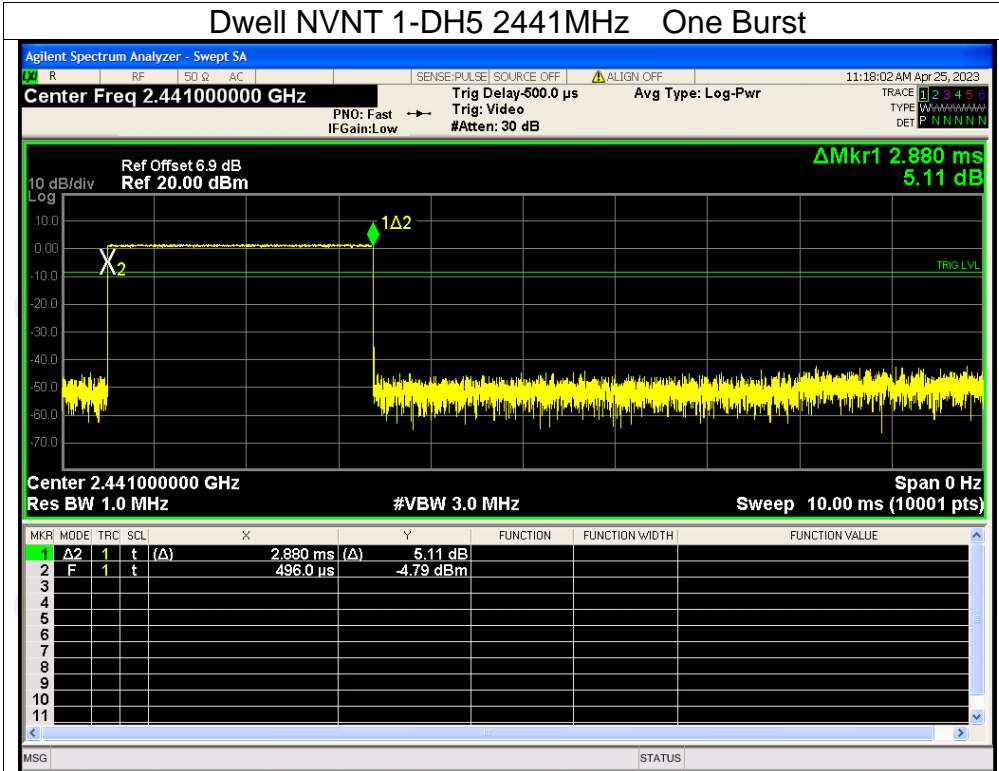 Dwell NVNT 1-DH5 2441MHz One Burst
Agilent Spectrum Analyzer - Swept SA
LXI R RF 50 Ω AC SENSE:PULSE SOURCE OFF ALIGN OFF 11:18:02 AM Apr 25, 2023
Center Freq 2.441000000 GHz
PNO: Fast
IFGain:Low
Trig Delay-500.0 µs
Trig: Video
#Atten: 30 dB
Avg Type: Log-Pwr
TRACE 1 2 3 4 5 6
TYPE WWWWWW
DET P N N N N N
ΔMkr1 2.880 ms
5.11 dB
Ref Offset 6.9 dB
10 dB/div Ref 20.00 dBm
Log
10.0
1Δ2
0.00
2
TRIG LVL
-10.0
-20.0
-30.0
-40.0
-50.0
-60.0
-70.0
Center 2.441000000 GHz Span 0 Hz
Res BW 1.0 MHz #VBW 3.0 MHz Sweep 10.00 ms (10001 pts)
MKR MODE TRC SCL X Y FUNCTION FUNCTION WIDTH FUNCTION VALUE
1 Δ2 1 t (Δ) 2.880 ms (Δ) 5.11 dB
2 F 1 t 496.0 µs -4.79 dBm
3
4
5
6
7
8
9
10
11
MSG STATUS